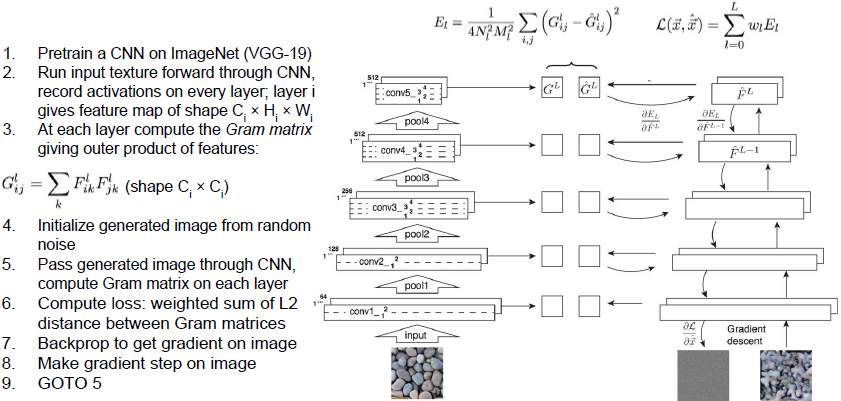 E_l = \frac{1}{4N_l^2 M_l^2} \sum_{i,j} (G^l_{ij} - \hat{G}^l_{ij})^2
\mathcal{L}(\vec{x}, \hat{\vec{x}}) = \sum_{l=0}^{L} w_l E_l
1. Pretrain a CNN on ImageNet (VGG-19)
2. Run input texture forward through CNN,
record activations on every layer; layer i
gives feature map of shape C_i × H_i × W_i
3. At each layer compute the Gram matrix
giving outer product of features:
G^l_{ij} = \sum_k F^l_{ik} F^l_{jk} (shape C_i × C_i)
4. Initialize generated image from random
noise
5. Pass generated image through CNN,
compute Gram matrix on each layer
6. Compute loss: weighted sum of L2
distance between Gram matrices
7. Backprop to get gradient on image
8. Make gradient step on image
9. GOTO 5
512
1 ...
conv5_ 1 2 3 4
pool4
512
1 ...
conv4_ 1 2 3 4
pool3
256
1 ...
conv3_ 1 2 3 4
pool2
128
1 ...
conv2_ 1 2
pool1
64
1 ...
conv1_ 1 2
input
G^L
\hat{G}^L
\hat{F}^L
\frac{\partial E_L}{\partial \hat{F}^L}
\frac{\partial E_L}{\partial \hat{F}^{L-1}}
\hat{F}^{L-1}
\frac{\partial \mathcal{L}}{\partial \hat{\vec{x}}}
Gradient
descent